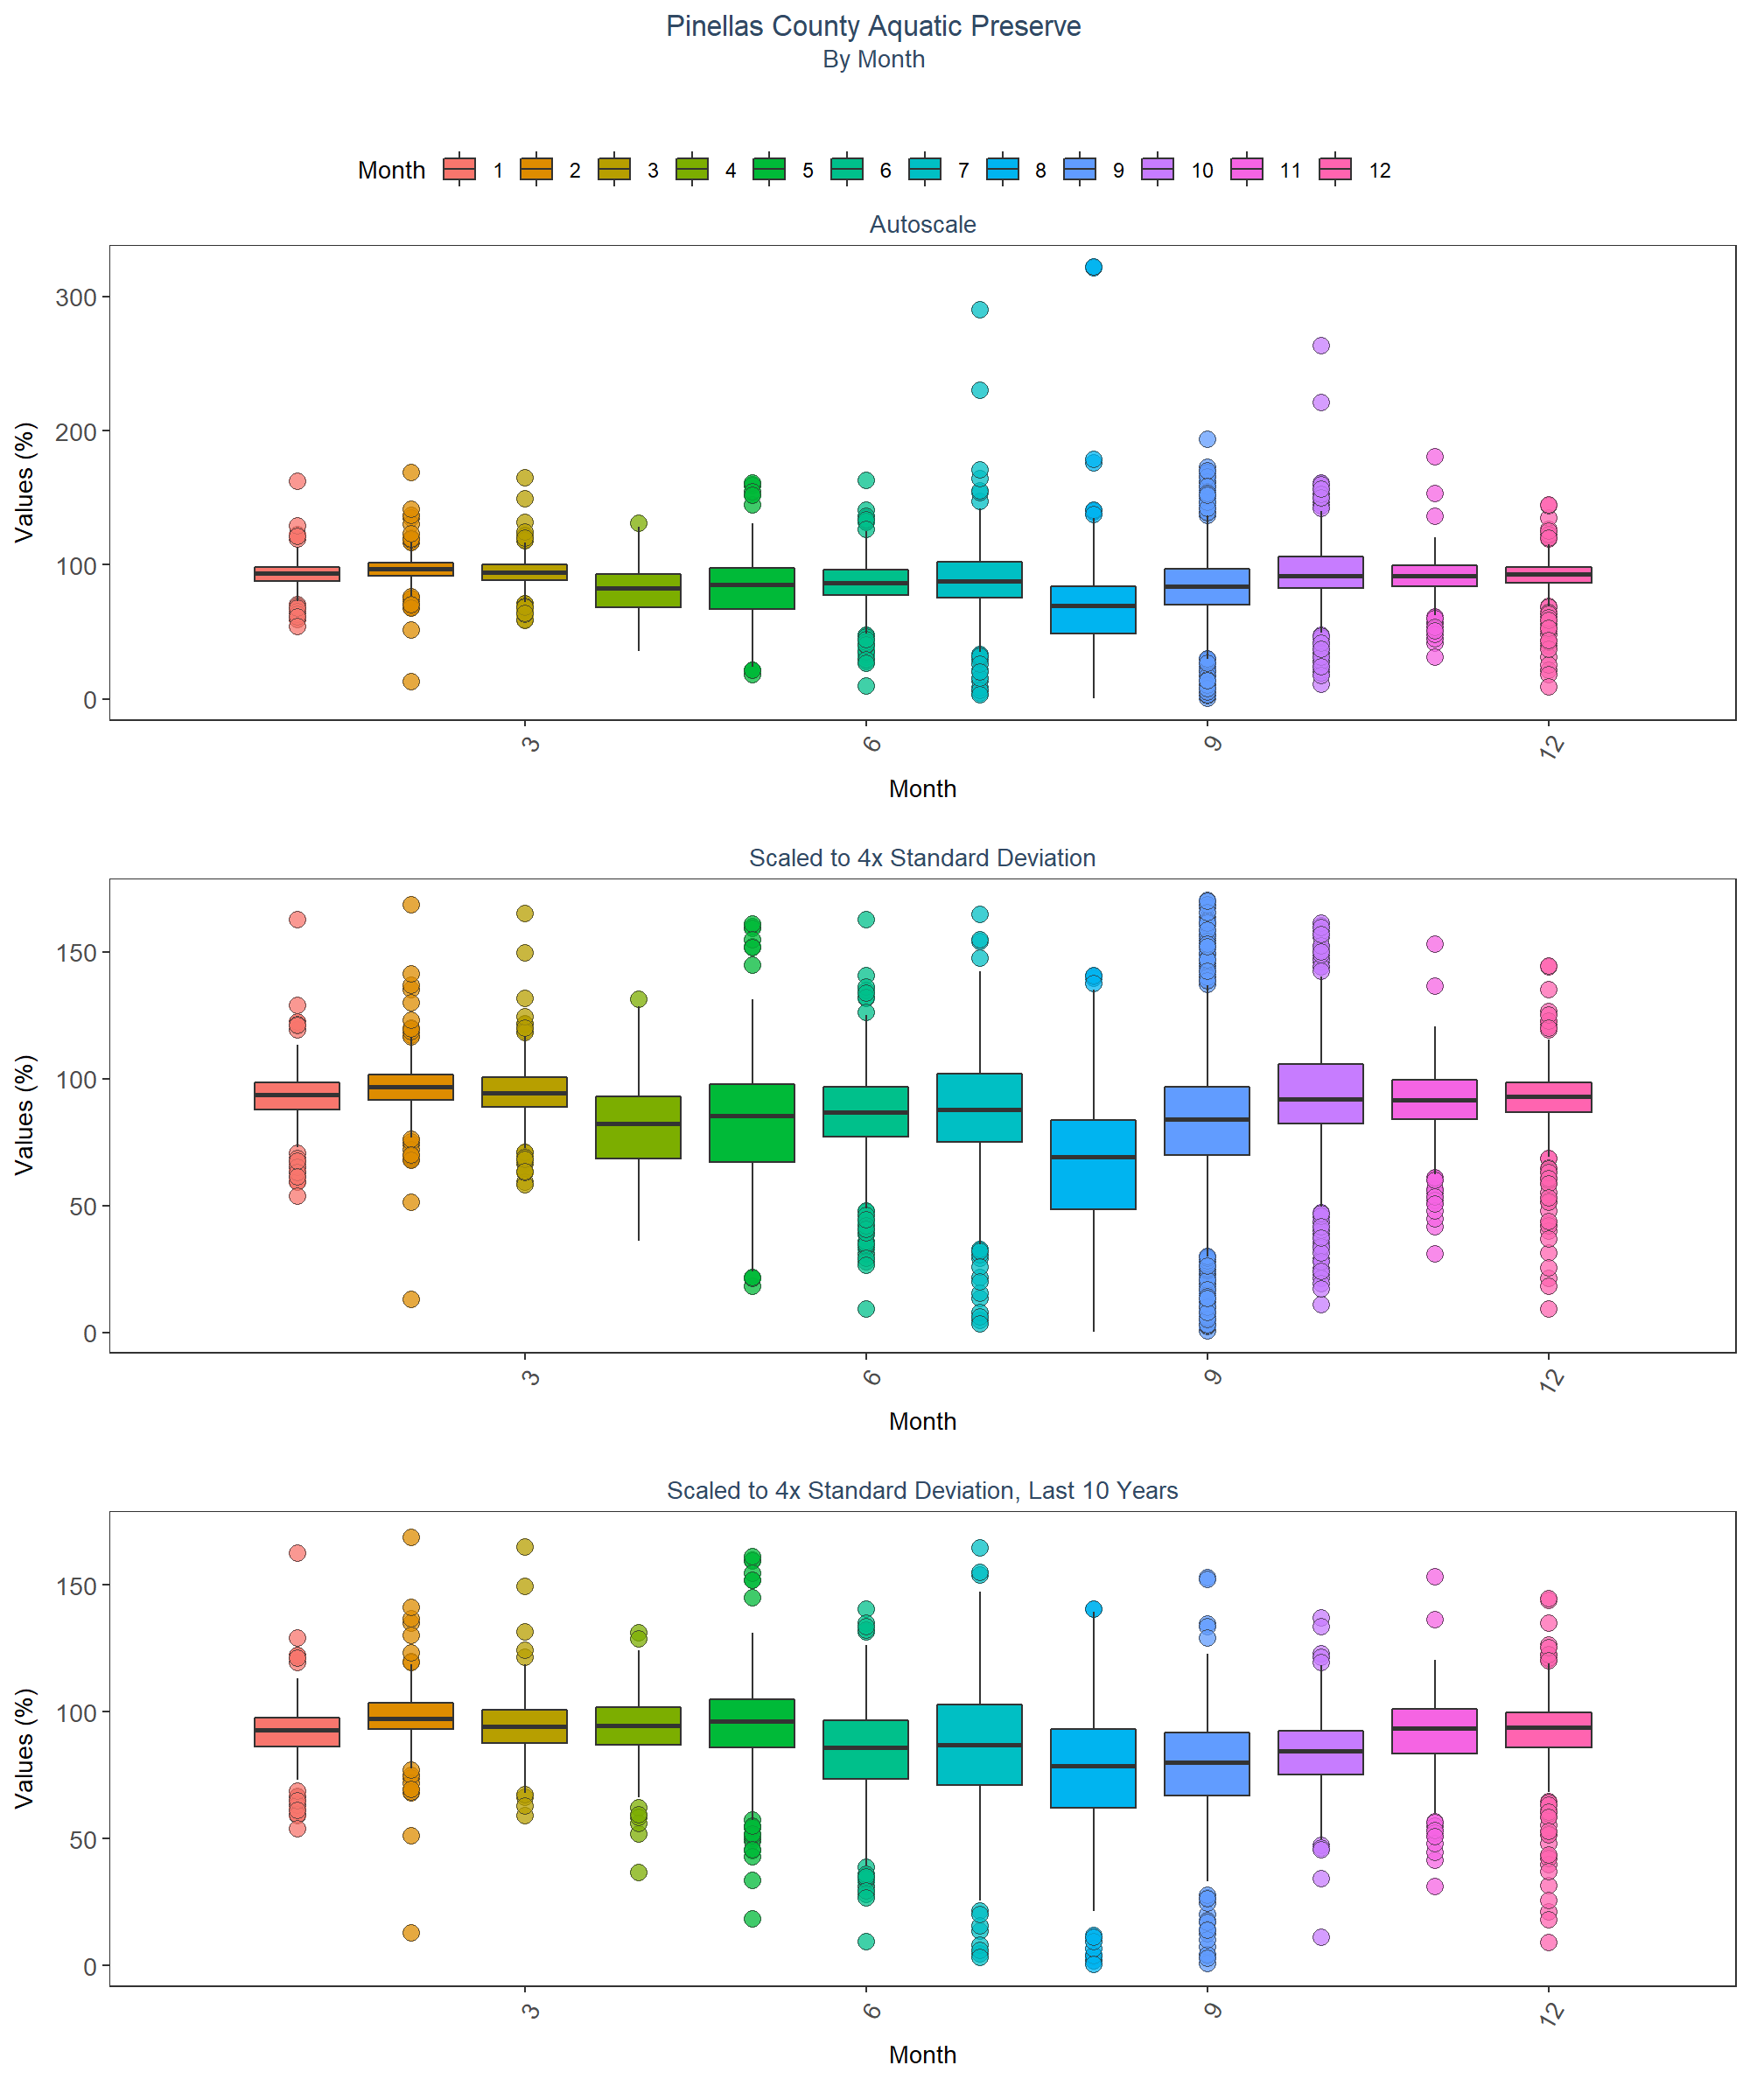 Pinellas County Aquatic Preserve
By Month
Month 1 2 3 4 5 6 7 8 9 10 11 12
Autoscale
Values (%)
300
200
100
0
3 6 9 12
Month
Scaled to 4x Standard Deviation
Values (%)
150
100
50
0
3 6 9 12
Month
Scaled to 4x Standard Deviation, Last 10 Years
Values (%)
150
100
50
0
3 6 9 12
Month